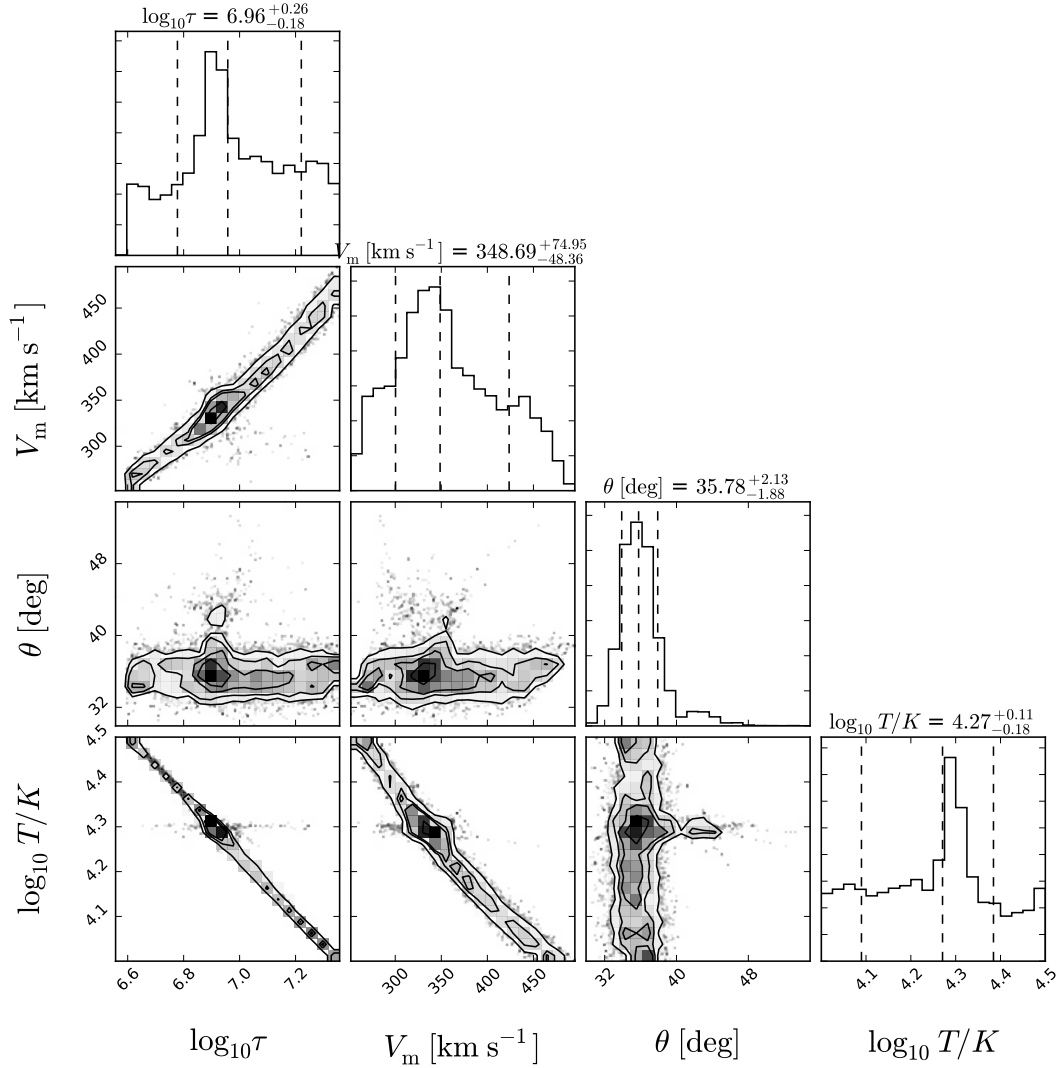 log₁₀τ = 6.96 +0.26 −0.18
V_m [km s⁻¹] = 348.69 +74.95 −48.36
450
400
350
300
V_m [km s⁻¹]
θ [deg] = 35.78 +2.13 −1.88
48
40
32
θ [deg]
log₁₀ T/K = 4.27 +0.11 −0.18
4.5
4.4
4.3
4.2
4.1
log₁₀ T/K
6.6 6.8 7.0 7.2 300 350 400 450 32 40 48 4.1 4.2 4.3 4.4 4.5
log₁₀τ V_m [km s⁻¹] θ [deg] log₁₀ T/K